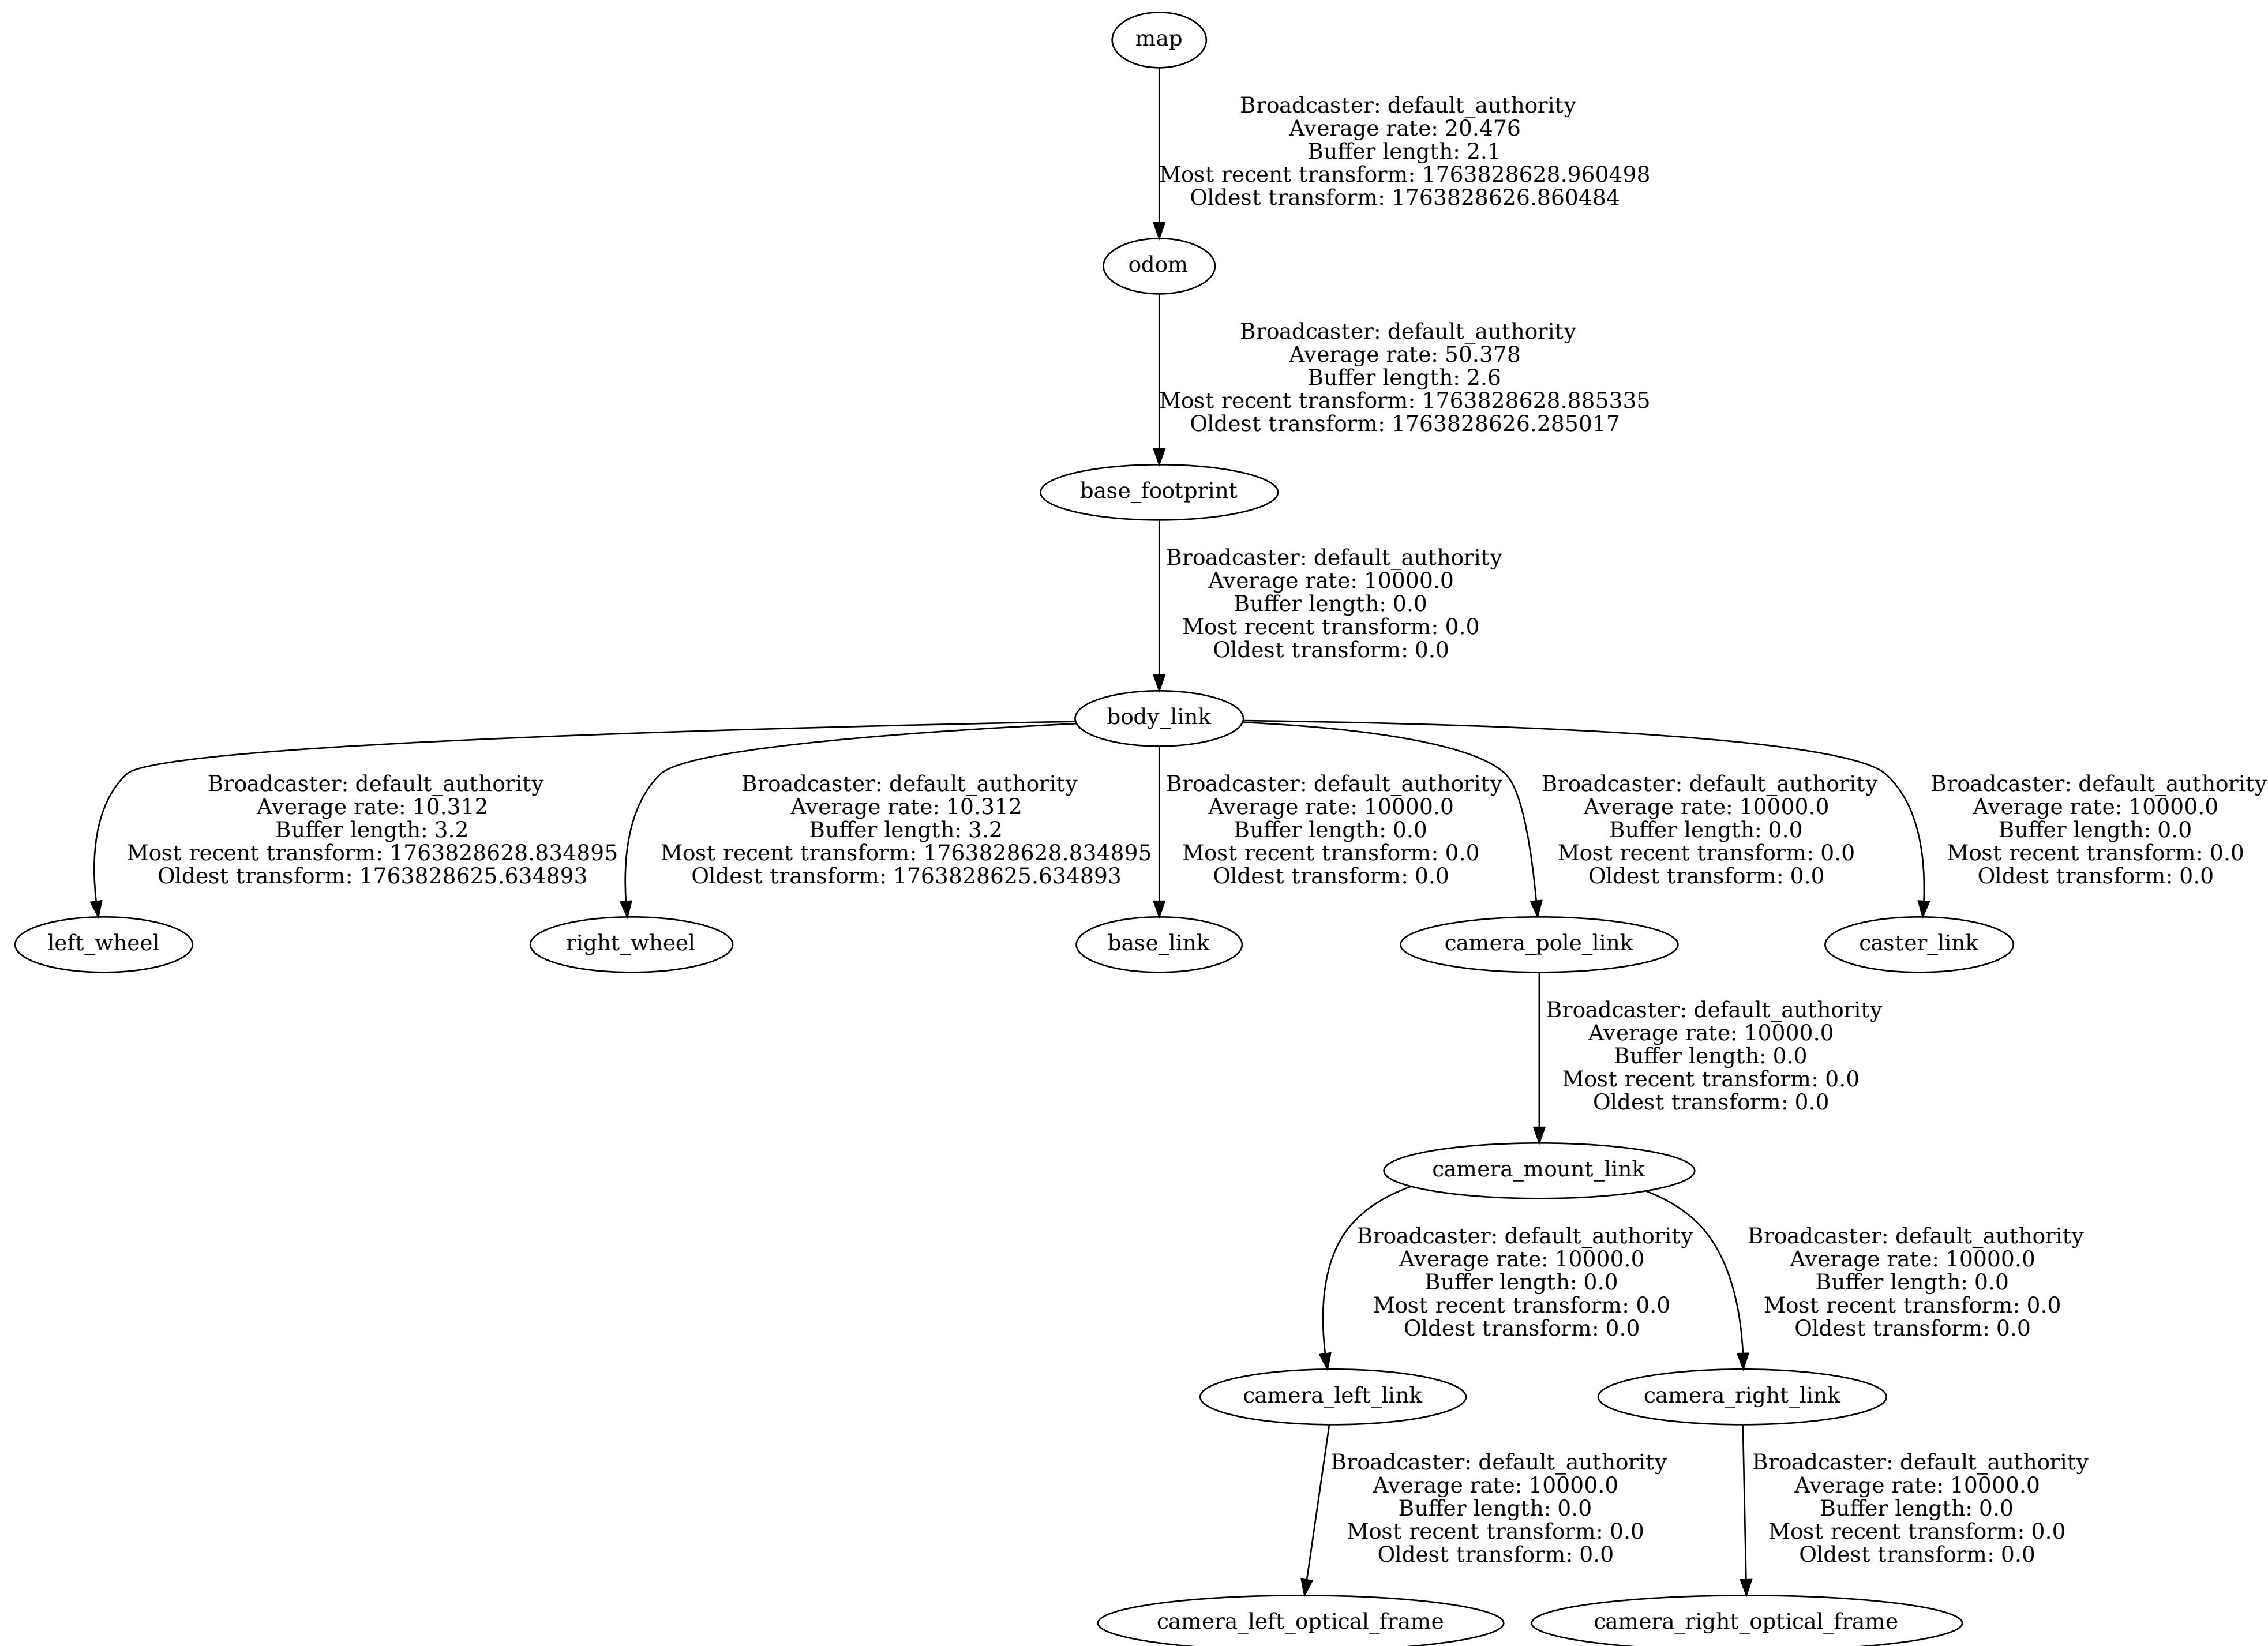 map
Broadcaster: default_authority
Average rate: 20.476
Buffer length: 2.1
Most recent transform: 1763828628.960498
Oldest transform: 1763828626.860484
odom
Broadcaster: default_authority
Average rate: 50.378
Buffer length: 2.6
Most recent transform: 1763828628.885335
Oldest transform: 1763828626.285017
base_footprint
Broadcaster: default_authority
Average rate: 10000.0
Buffer length: 0.0
Most recent transform: 0.0
Oldest transform: 0.0
body_link
Broadcaster: default_authority
Average rate: 10.312
Buffer length: 3.2
Most recent transform: 1763828628.834895
Oldest transform: 1763828625.634893
Broadcaster: default_authority
Average rate: 10.312
Buffer length: 3.2
Most recent transform: 1763828628.834895
Oldest transform: 1763828625.634893
Broadcaster: default_authority
Average rate: 10000.0
Buffer length: 0.0
Most recent transform: 0.0
Oldest transform: 0.0
Broadcaster: default_authority
Average rate: 10000.0
Buffer length: 0.0
Most recent transform: 0.0
Oldest transform: 0.0
Broadcaster: default_authority
Average rate: 10000.0
Buffer length: 0.0
Most recent transform: 0.0
Oldest transform: 0.0
left_wheel
right_wheel
base_link
camera_pole_link
caster_link
Broadcaster: default_authority
Average rate: 10000.0
Buffer length: 0.0
Most recent transform: 0.0
Oldest transform: 0.0
camera_mount_link
Broadcaster: default_authority
Average rate: 10000.0
Buffer length: 0.0
Most recent transform: 0.0
Oldest transform: 0.0
Broadcaster: default_authority
Average rate: 10000.0
Buffer length: 0.0
Most recent transform: 0.0
Oldest transform: 0.0
camera_left_link
camera_right_link
Broadcaster: default_authority
Average rate: 10000.0
Buffer length: 0.0
Most recent transform: 0.0
Oldest transform: 0.0
Broadcaster: default_authority
Average rate: 10000.0
Buffer length: 0.0
Most recent transform: 0.0
Oldest transform: 0.0
camera_left_optical_frame
camera_right_optical_frame